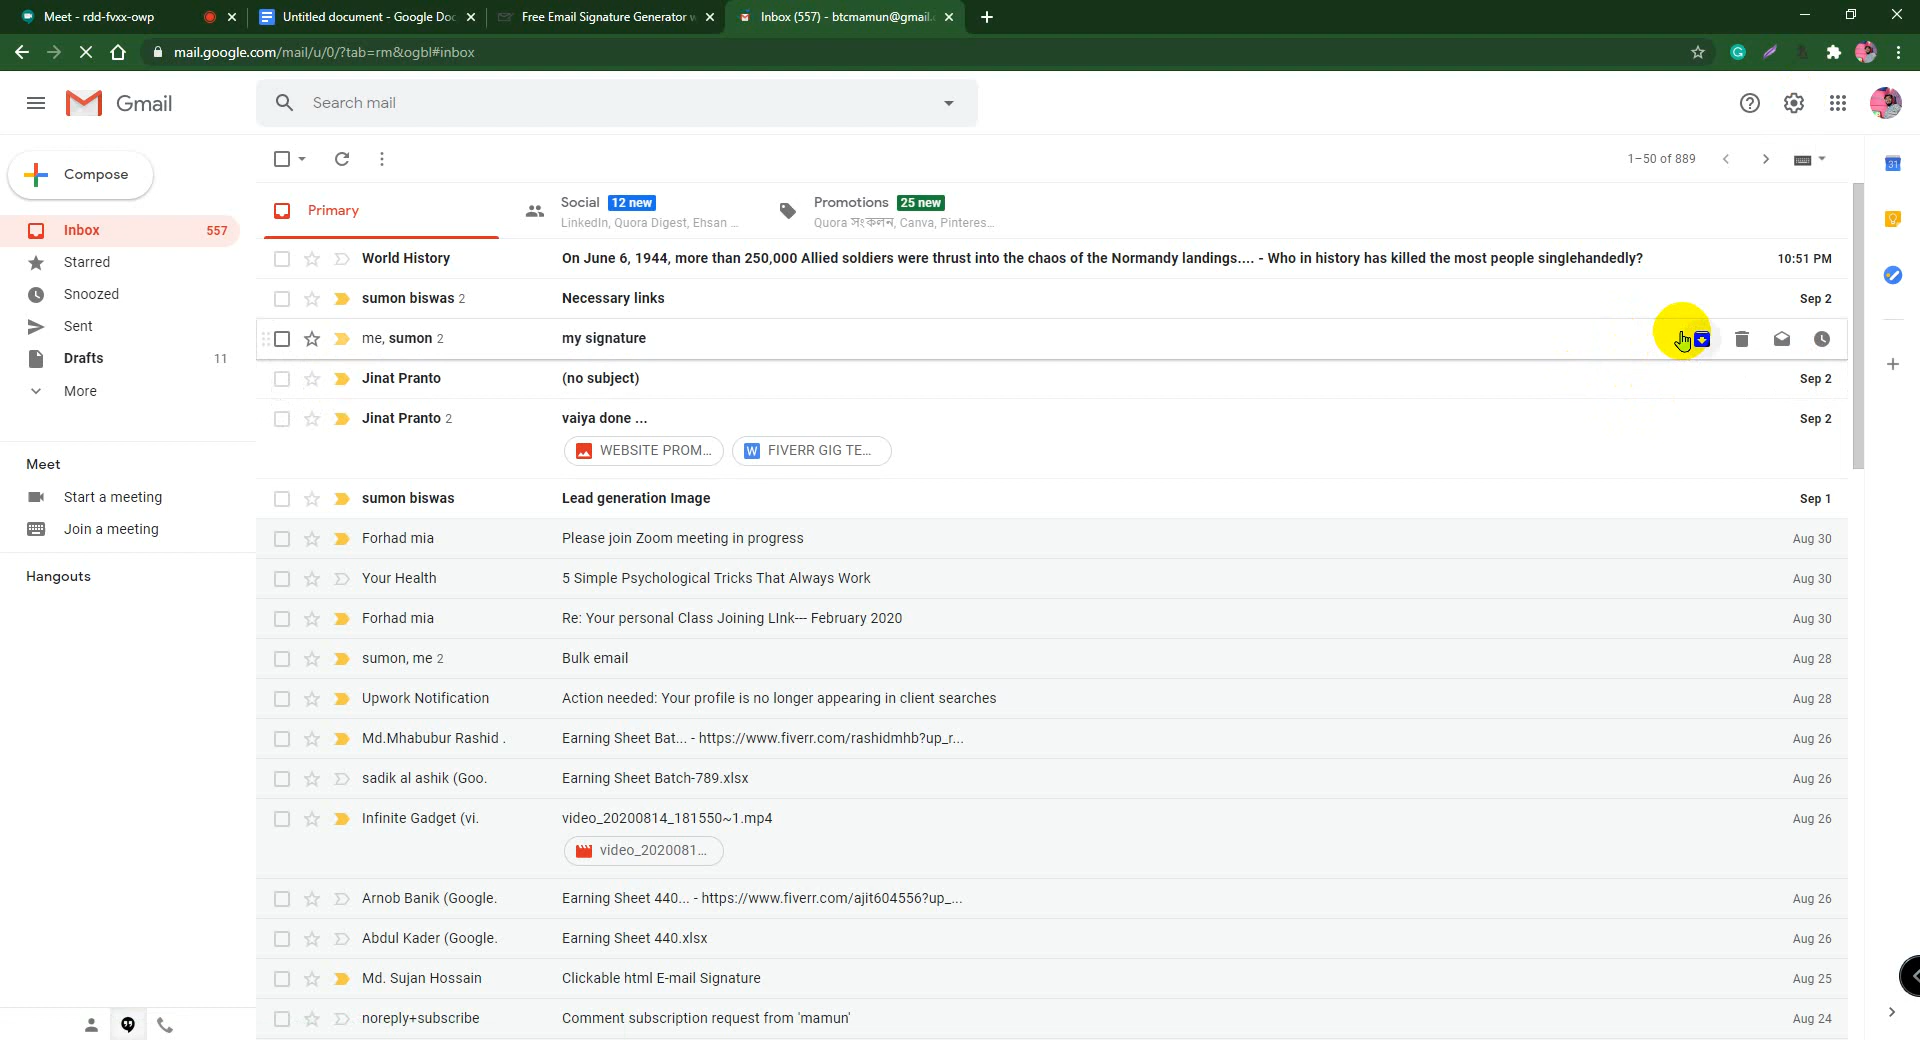 Meet - rdd-fvxx-owp
Untitled document - Google Doc
Free Email Signature Generator w
Inbox (557) - btcmamun@gmail.c
mail.google.com/mail/u/0/?tab=rm&ogbl#inbox
Gmail
Search mail
Compose
1–50 of 889
Primary
Social 12 new
LinkedIn, Quora Digest, Ehsan ...
Promotions 25 new
Quora সংকলন, Canva, Pinteres...
Inbox 557
Starred
Snoozed
Sent
Drafts 11
More
Meet
Start a meeting
Join a meeting
Hangouts
World History On June 6, 1944, more than 250,000 Allied soldiers were thrust into the chaos of the Normandy landings.... - Who in history has killed the most people singlehandedly? 10:51 PM
sumon biswas 2 Necessary links Sep 2
me, sumon 2 my signature
Jinat Pranto (no subject) Sep 2
Jinat Pranto 2 vaiya done ... Sep 2
WEBSITE PROM... FIVERR GIG TE...
sumon biswas Lead generation Image Sep 1
Forhad mia Please join Zoom meeting in progress Aug 30
Your Health 5 Simple Psychological Tricks That Always Work Aug 30
Forhad mia Re: Your personal Class Joining LInk--- February 2020 Aug 30
sumon, me 2 Bulk email Aug 28
Upwork Notification Action needed: Your profile is no longer appearing in client searches Aug 28
Md.Mhabubur Rashid . Earning Sheet Bat... - https://www.fiverr.com/rashidmhb?up_r... Aug 26
sadik al ashik (Goo. Earning Sheet Batch-789.xlsx Aug 26
Infinite Gadget (vi. video_20200814_181550~1.mp4 Aug 26
video_2020081...
Arnob Banik (Google. Earning Sheet 440... - https://www.fiverr.com/ajit604556?up_... Aug 26
Abdul Kader (Google. Earning Sheet 440.xlsx Aug 26
Md. Sujan Hossain Clickable html E-mail Signature Aug 25
noreply+subscribe Comment subscription request from 'mamun' Aug 24